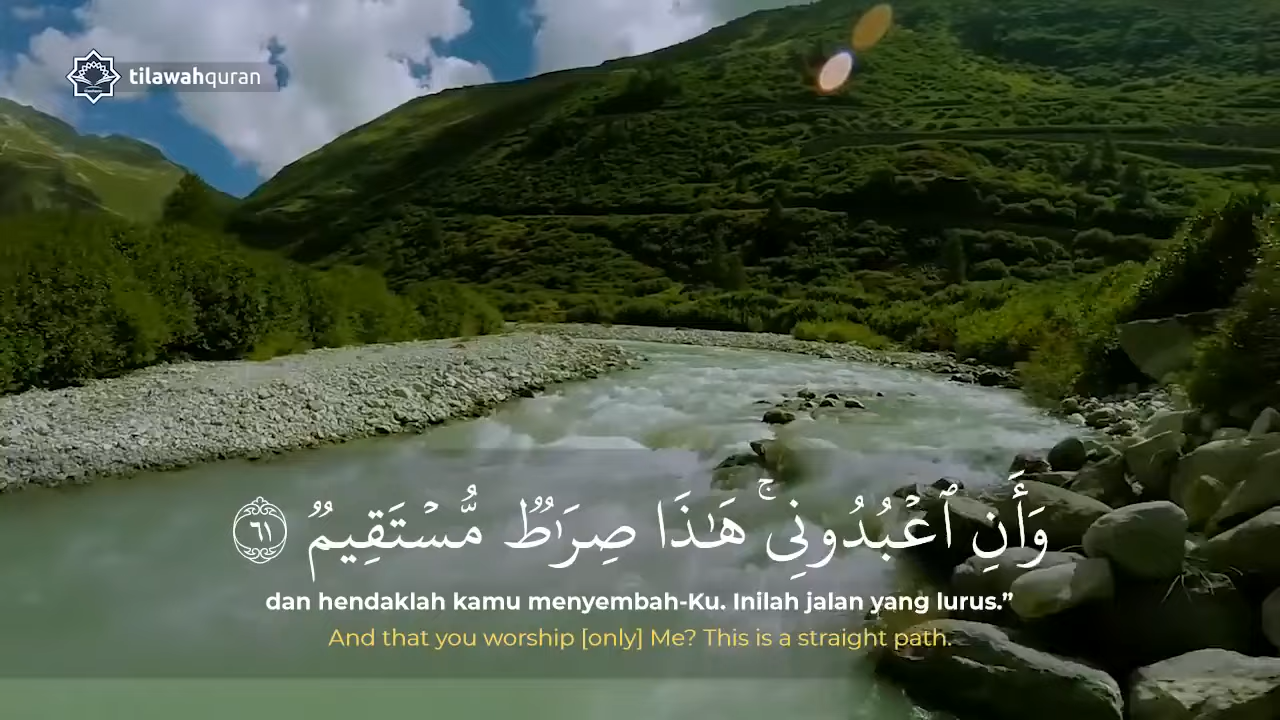 tilawahquran
وَأَنِ ٱعْبُدُونِى ۚ هَـٰذَا صِرَٰطٌ مُّسْتَقِيمٌ ٦١
dan hendaklah kamu menyembah-Ku. Inilah jalan yang lurus.”
And that you worship [only] Me? This is a straight path.